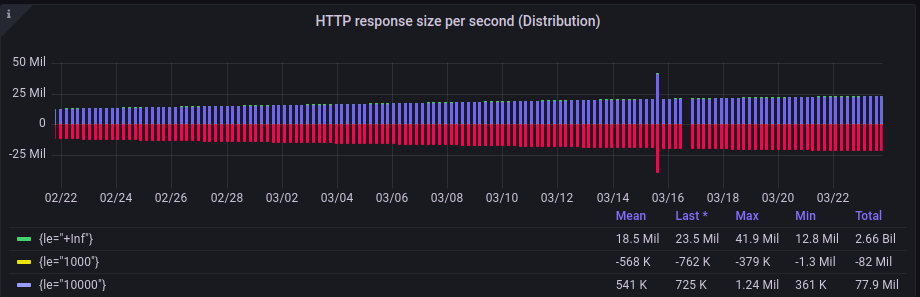 i
HTTP response size per second (Distribution)
50 Mil
25 Mil
0
-25 Mil
02/22 02/24 02/26 02/28 03/02 03/04 03/06 03/08 03/10 03/12 03/14 03/16 03/18 03/20 03/22
Mean Last * Max Min Total
{le="+Inf"} 18.5 Mil 23.5 Mil 41.9 Mil 12.8 Mil 2.66 Bil
{le="1000"} -568 K -762 K -379 K -1.3 Mil -82 Mil
{le="10000"} 541 K 725 K 1.24 Mil 361 K 77.9 Mil